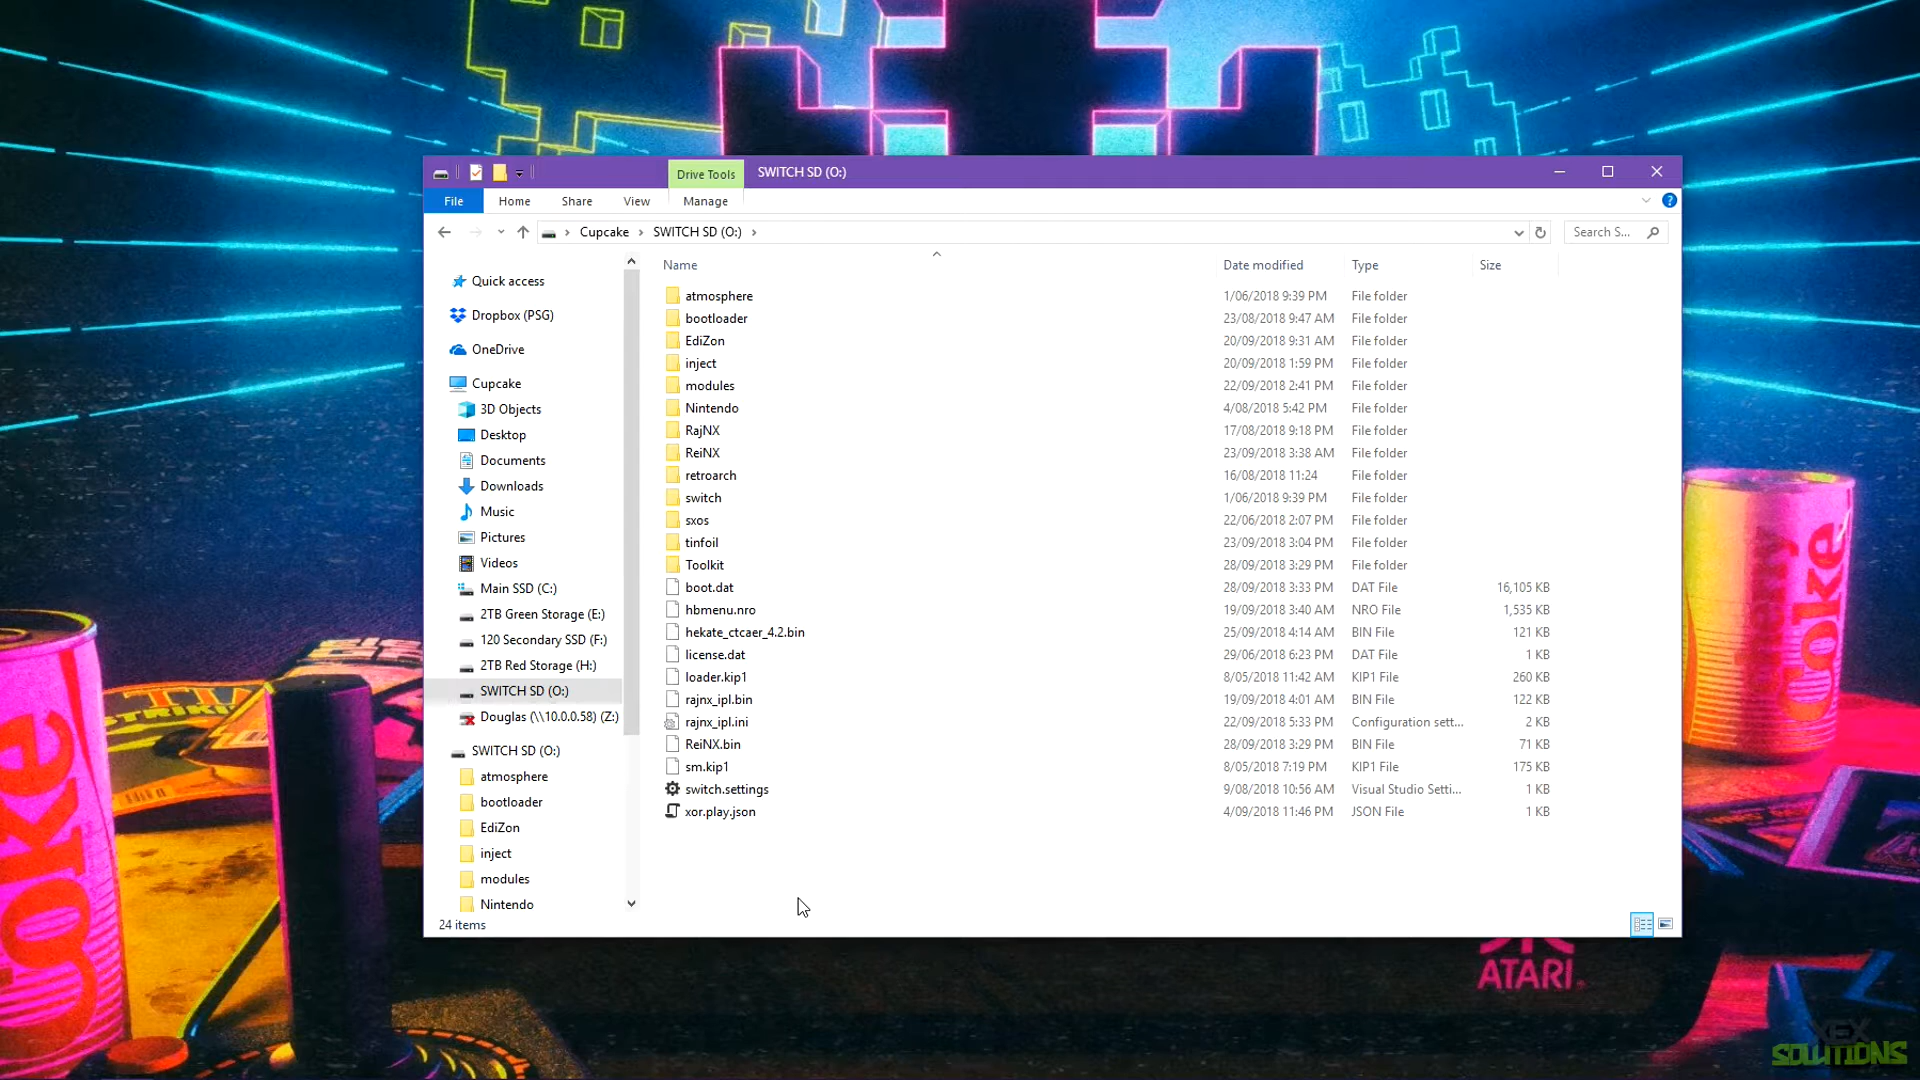 Drive Tools
SWITCH SD (O:)
File
Home
Share
View
Manage
Cupcake
SWITCH SD (O:)
Search S...
Name
Date modified
Type
Size
Quick access
Dropbox (PSG)
OneDrive
Cupcake
3D Objects
Desktop
Documents
Downloads
Music
Pictures
Videos
Main SSD (C:)
2TB Green Storage (E:)
120 Secondary SSD (F:)
2TB Red Storage (H:)
SWITCH SD (O:)
Douglas (\\10.0.0.58) (Z:)
SWITCH SD (O:)
atmosphere
bootloader
EdiZon
inject
modules
Nintendo
atmosphere 1/06/2018 9:39 PM File folder
bootloader 23/08/2018 9:47 AM File folder
EdiZon 20/09/2018 9:31 AM File folder
inject 20/09/2018 1:59 PM File folder
modules 22/09/2018 2:41 PM File folder
Nintendo 4/08/2018 5:42 PM File folder
RajNX 17/08/2018 9:18 PM File folder
ReiNX 23/09/2018 3:38 AM File folder
retroarch 16/08/2018 11:24 File folder
switch 1/06/2018 9:39 PM File folder
sxos 22/06/2018 2:07 PM File folder
tinfoil 23/09/2018 3:04 PM File folder
Toolkit 28/09/2018 3:29 PM File folder
boot.dat 28/09/2018 3:33 PM DAT File 16,105 KB
hbmenu.nro 19/09/2018 3:40 AM NRO File 1,535 KB
hekate_ctcaer_4.2.bin 25/09/2018 4:14 AM BIN File 121 KB
license.dat 29/06/2018 6:23 PM DAT File 1 KB
loader.kip1 8/05/2018 11:42 AM KIP1 File 260 KB
rajnx_ipl.bin 19/09/2018 4:01 AM BIN File 122 KB
rajnx_ipl.ini 22/09/2018 5:33 PM Configuration sett... 2 KB
ReiNX.bin 28/09/2018 3:29 PM BIN File 71 KB
sm.kip1 8/05/2018 7:19 PM KIP1 File 175 KB
switch.settings 9/08/2018 10:56 AM Visual Studio Setti... 1 KB
xor.play.json 4/09/2018 11:46 PM JSON File 1 KB
24 items
Coke
Coke
ATARI
XEX
SOLUTIONS